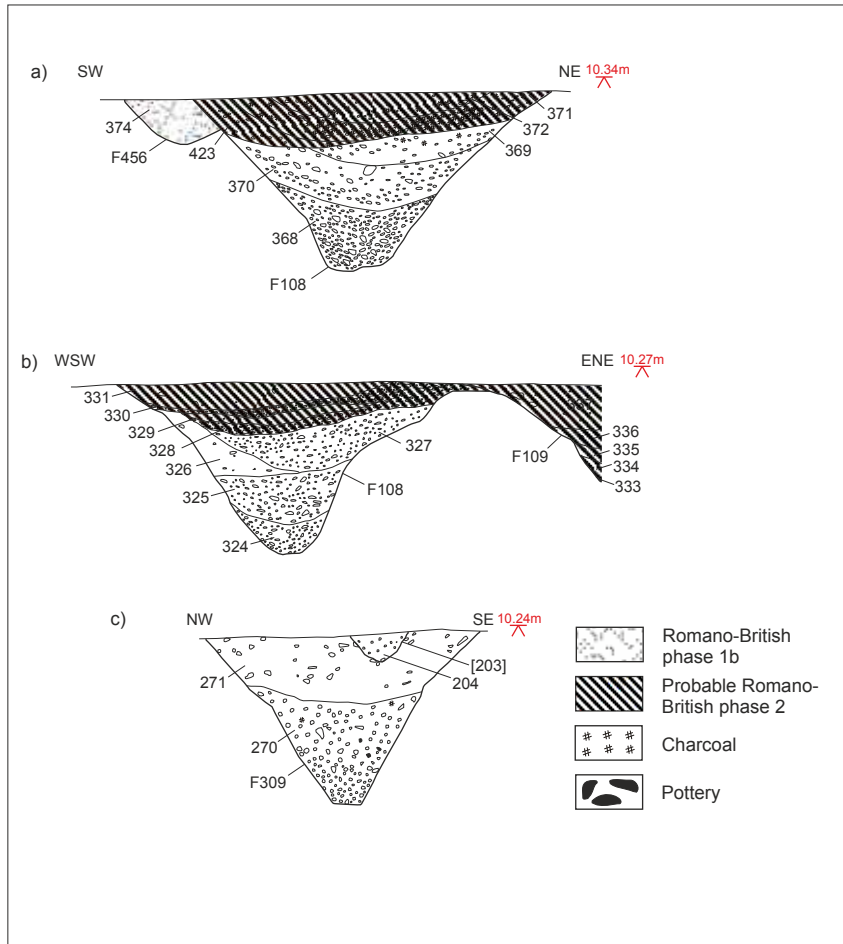 a)
SW
NE 10.34m
371
372
369
374
F456
423
370
368
F108
b)
WSW
ENE 10.27m
331
330
329
328
326
325
324
327
F108
F109
336
335
334
333
c)
NW
SE 10.24m
[203]
204
271
270
F309
Romano-British
phase 1b
Probable Romano-
British phase 2
Charcoal
Pottery